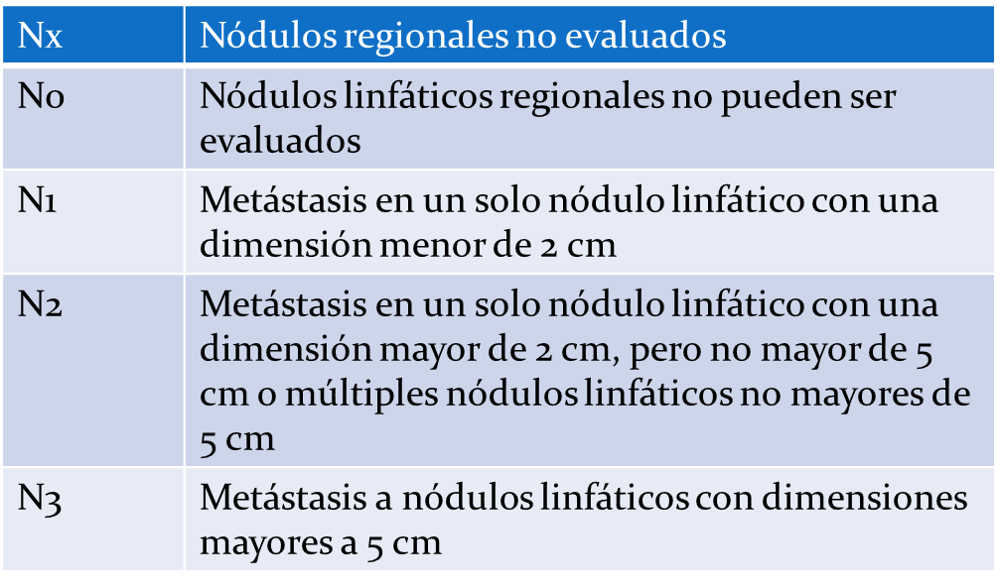 Nx Nódulos regionales no evaluados
N0 Nódulos linfáticos regionales no pueden ser
evaluados
N1 Metástasis en un solo nódulo linfático con una
dimensión menor de 2 cm
N2 Metástasis en un solo nódulo linfático con una
dimensión mayor de 2 cm, pero no mayor de 5
cm o múltiples nódulos linfáticos no mayores de
5 cm
N3 Metástasis a nódulos linfáticos con dimensiones
mayores a 5 cm